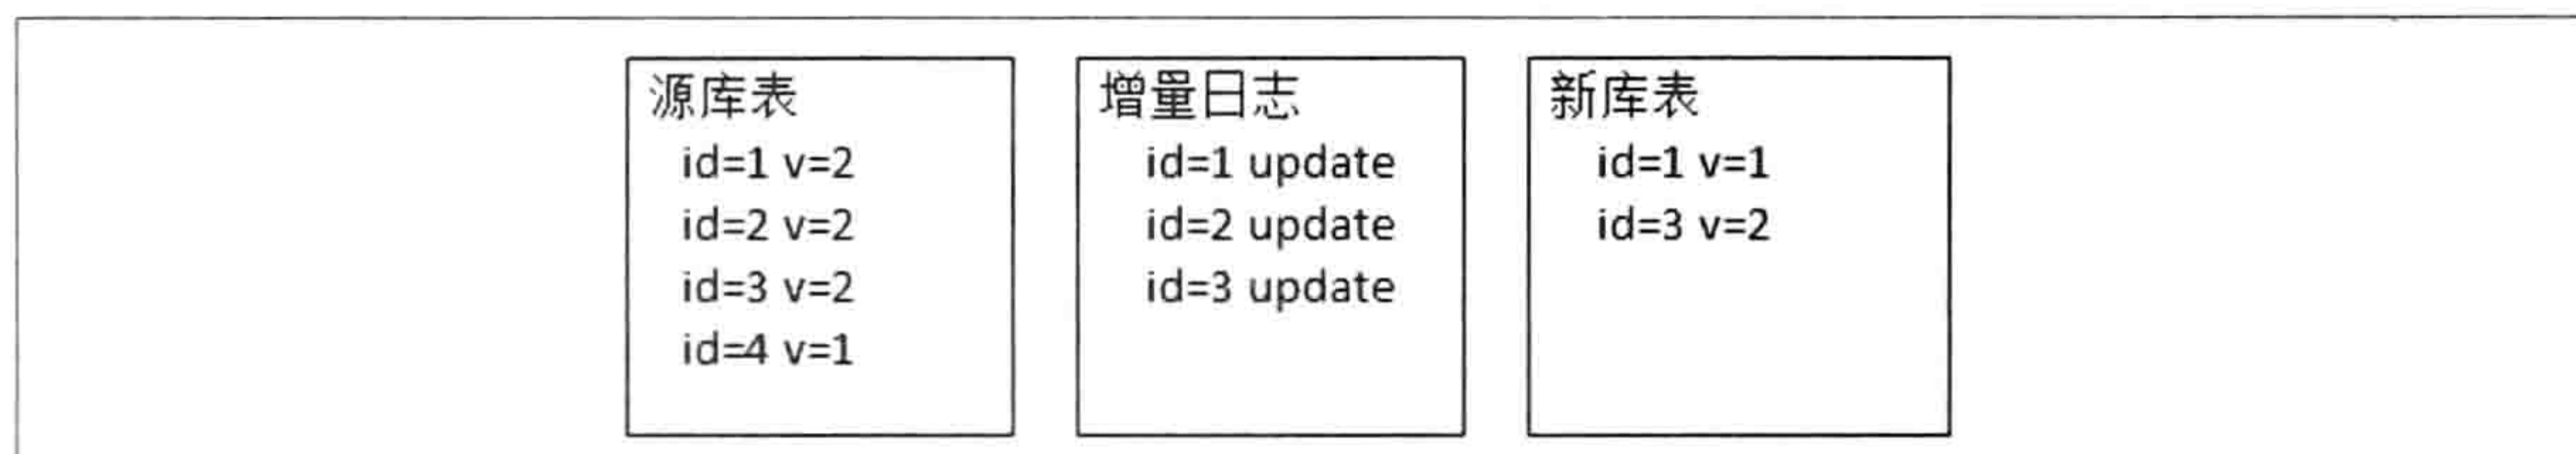 源库表
id=1 v=2
id=2 v=2
id=3 v=2
id=4 v=1
增量日志
id=1 update
id=2 update
id=3 update
新库表
id=1 v=1
id=3 v=2